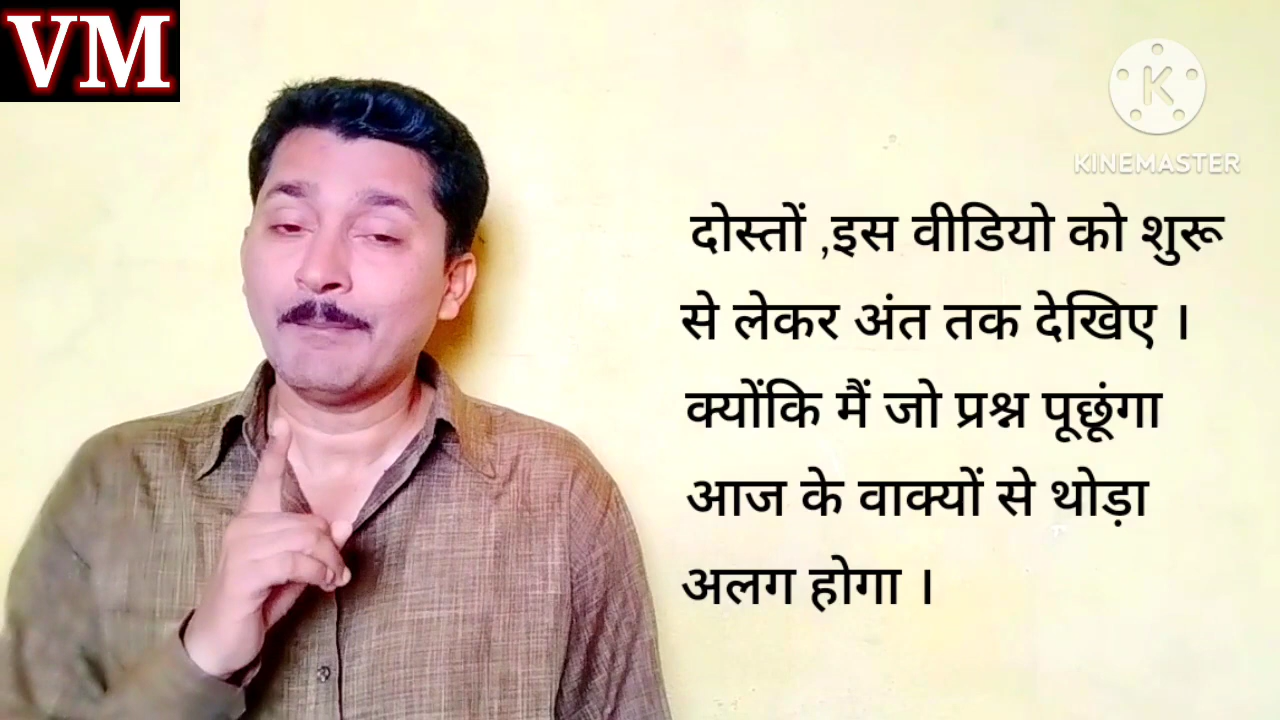 VM
KINEMASTER
दोस्तों ,इस वीडियो को शुरू
से लेकर अंत तक देखिए ।
क्योंकि मैं जो प्रश्न पूछूंगा
आज के वाक्यों से थोड़ा
अलग होगा ।